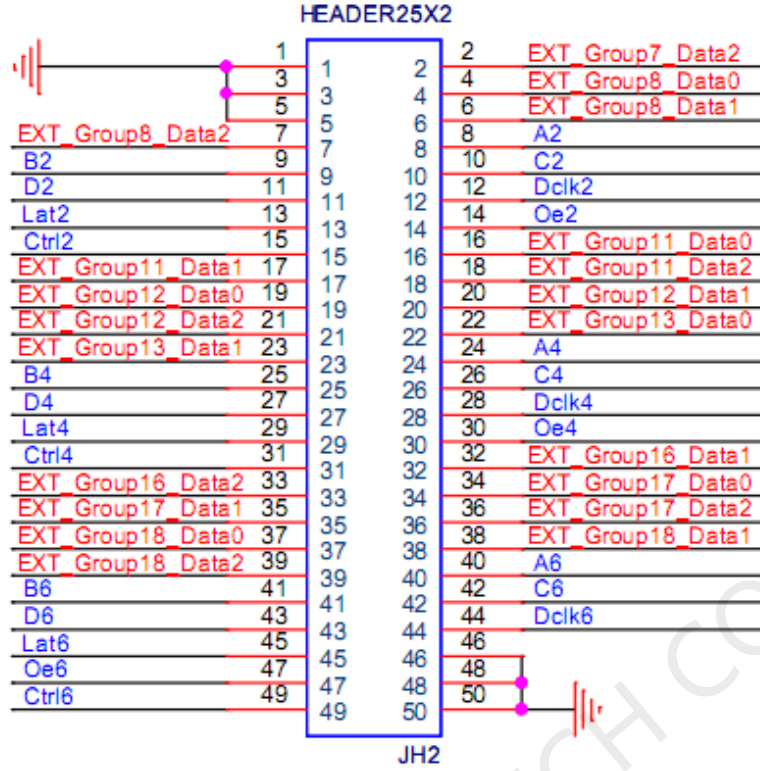 HEADER25X2
1 1 2 2 EXT_Group7_Data2
3 3 4 4 EXT_Group8_Data0
5 5 6 6 EXT_Group8_Data1
EXT_Group8_Data2 7 7 8 8 A2
B2 9 9 10 10 C2
D2 11 11 12 12 Dclk2
Lat2 13 13 14 14 Oe2
Ctrl2 15 15 16 16 EXT_Group11_Data0
EXT_Group11_Data1 17 17 18 18 EXT_Group11_Data2
EXT_Group12_Data0 19 19 20 20 EXT_Group12_Data1
EXT_Group12_Data2 21 21 22 22 EXT_Group13_Data0
EXT_Group13_Data1 23 23 24 24 A4
B4 25 25 26 26 C4
D4 27 27 28 28 Dclk4
Lat4 29 29 30 30 Oe4
Ctrl4 31 31 32 32 EXT_Group16_Data1
EXT_Group16_Data2 33 33 34 34 EXT_Group17_Data0
EXT_Group17_Data1 35 35 36 36 EXT_Group17_Data2
EXT_Group18_Data0 37 37 38 38 EXT_Group18_Data1
EXT_Group18_Data2 39 39 40 40 A6
B6 41 41 42 42 C6
D6 43 43 44 44 Dclk6
Lat6 45 45 46 46
Oe6 47 47 48 48
Ctrl6 49 49 50 50
JH2